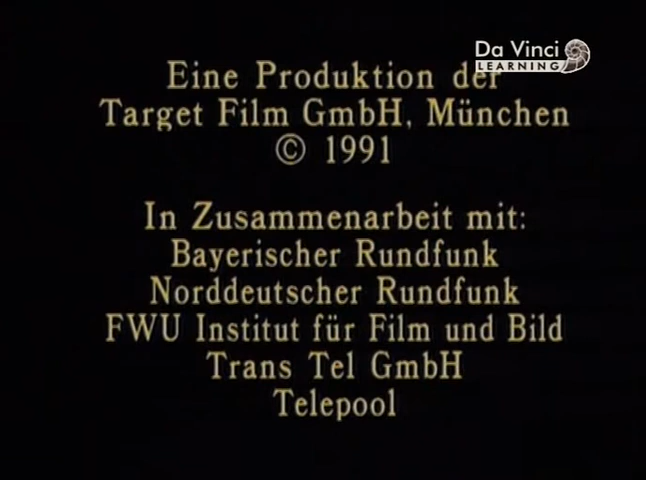 Da Vinci
LEARNING
Eine Produktion der
Target Film GmbH, München
© 1991
In Zusammenarbeit mit:
Bayerischer Rundfunk
Norddeutscher Rundfunk
FWU Institut für Film und Bild
Trans Tel GmbH
Telepool